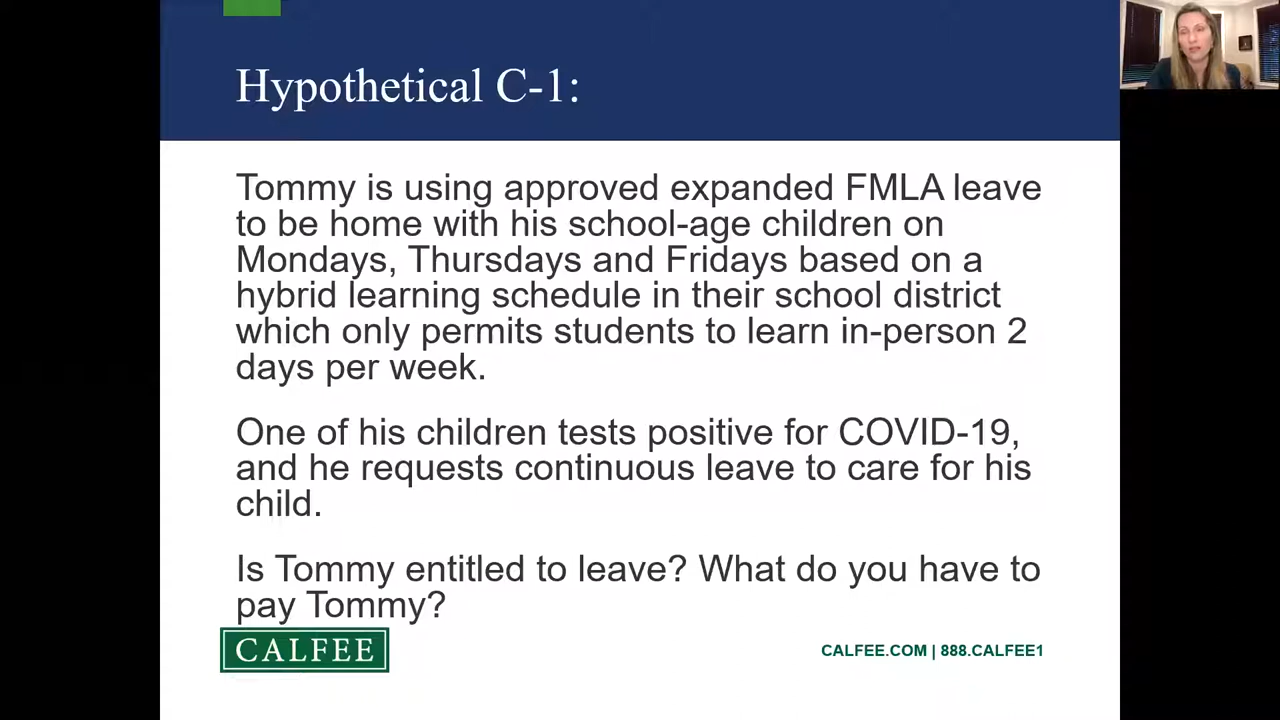 Hypothetical C-1:
Tommy is using approved expanded FMLA leave
to be home with his school-age children on
Mondays, Thursdays and Fridays based on a
hybrid learning schedule in their school district
which only permits students to learn in-person 2
days per week.
One of his children tests positive for COVID-19,
and he requests continuous leave to care for his
child.
Is Tommy entitled to leave? What do you have to
pay Tommy?
CALFEE
CALFEE.COM | 888.CALFEE1